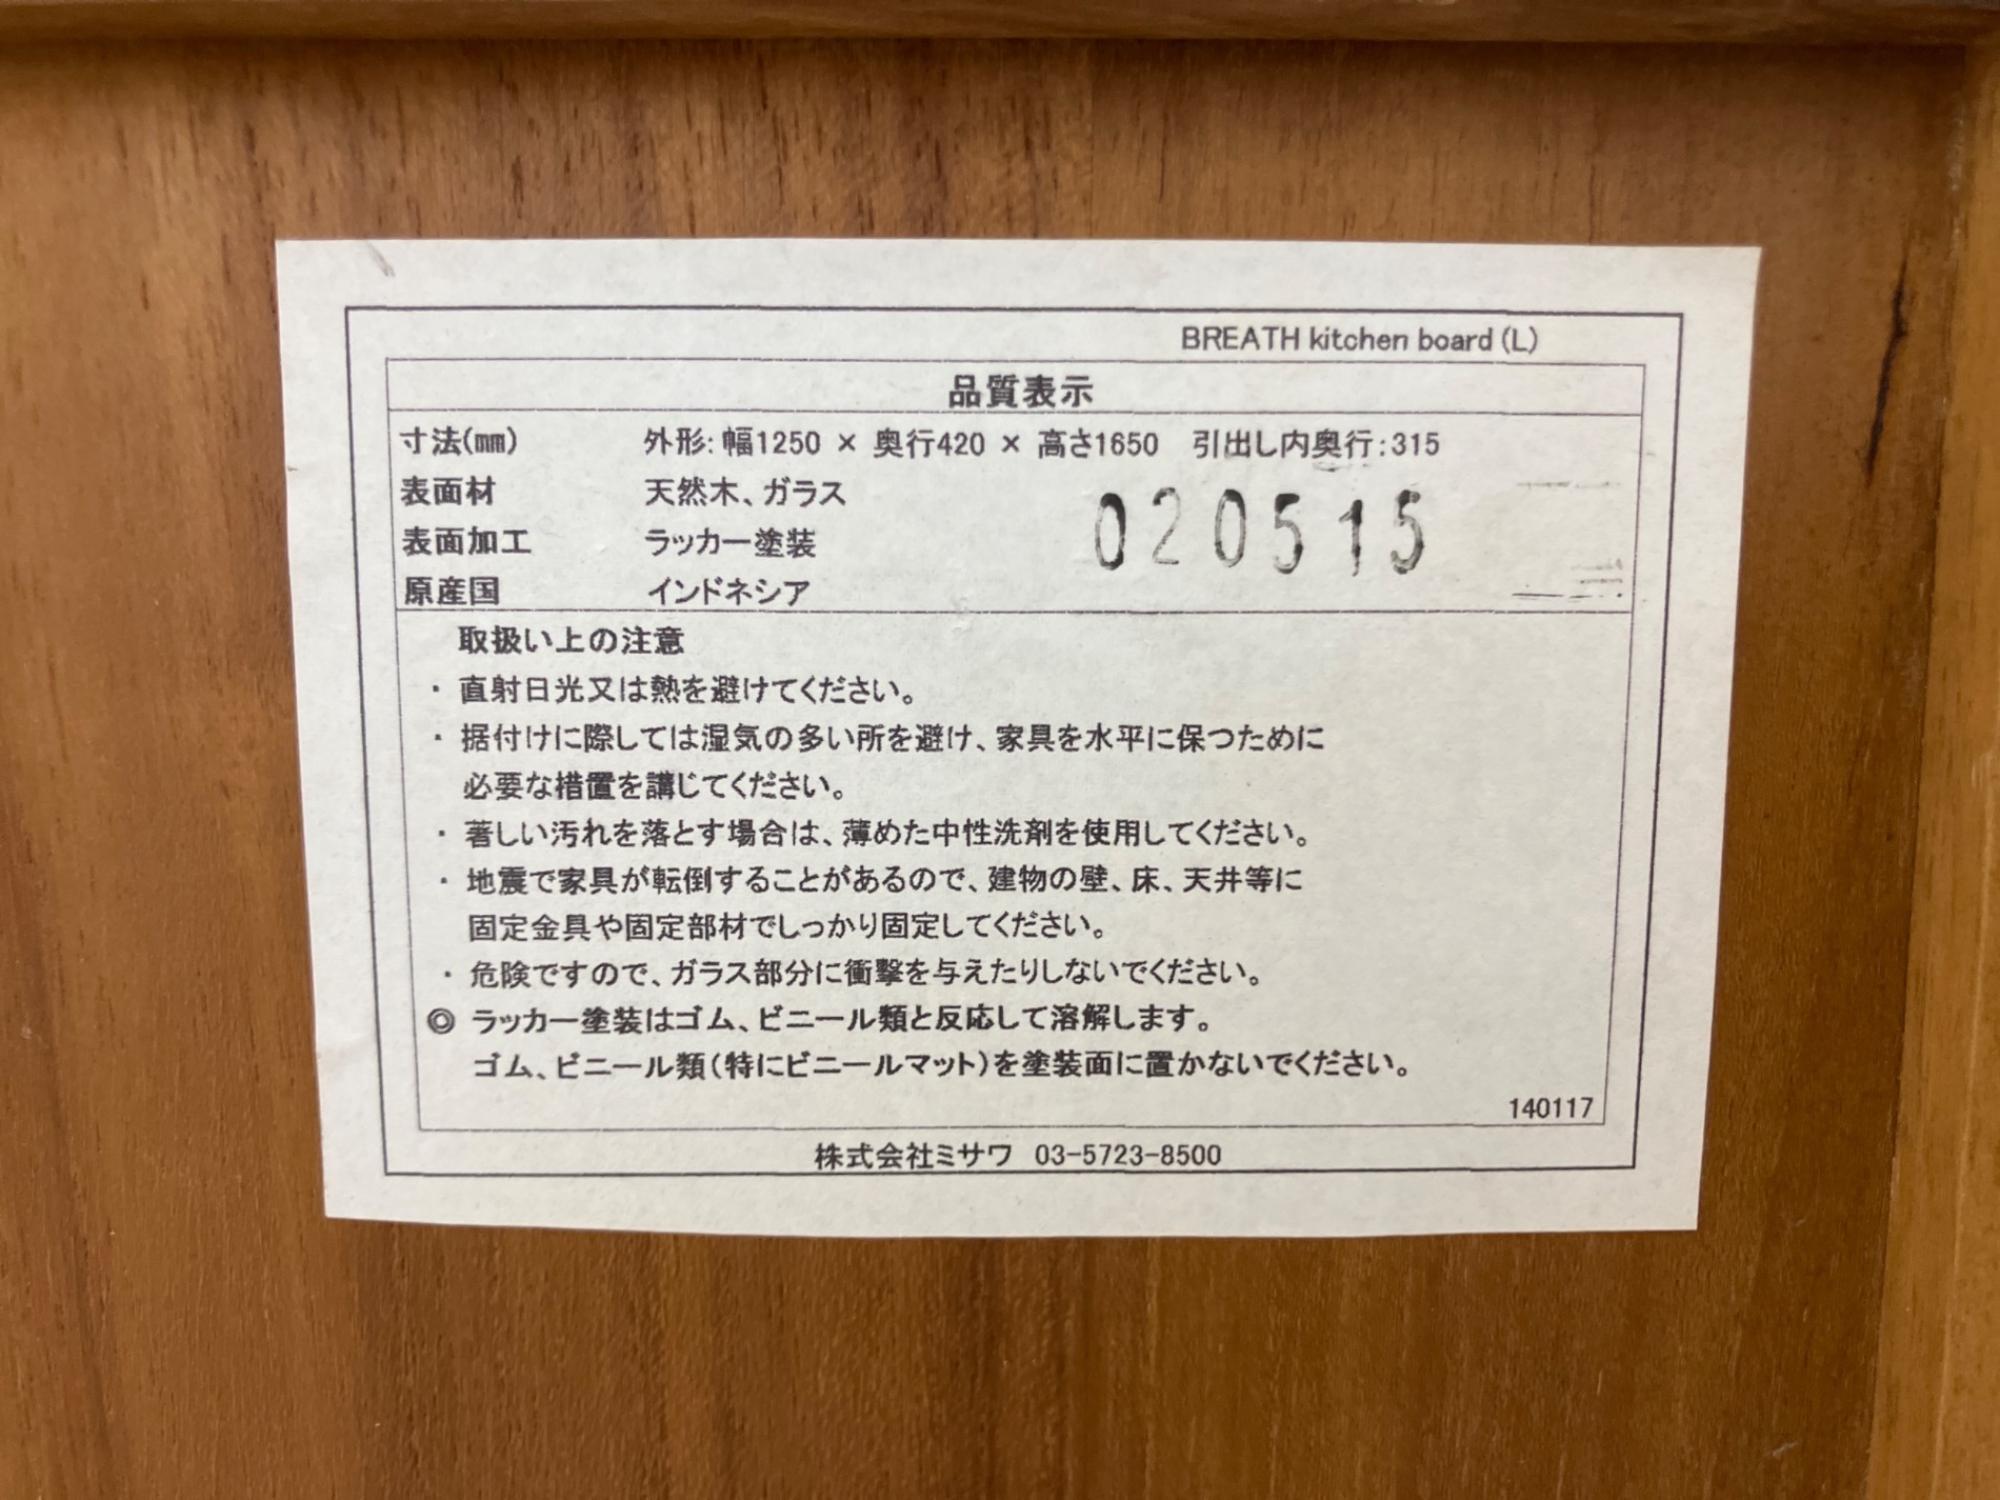 BREATH kitchen board (L)
品質表示
寸法(㎜) 外形: 幅1250 × 奥行420 × 高さ1650 引出し内奥行:315
表面材 天然木、ガラス
表面加工 ラッカー塗装
020515
原産国 インドネシア
取扱い上の注意
・直射日光又は熱を避けてください。
・据付けに際しては湿気の多い所を避け、家具を水平に保つために
必要な措置を講じてください。
・著しい汚れを落とす場合は、薄めた中性洗剤を使用してください。
・地震で家具が転倒することがあるので、建物の壁、床、天井等に
固定金具や固定部材でしっかり固定してください。
・危険ですので、ガラス部分に衝撃を与えたりしないでください。
◎ ラッカー塗装はゴム、ビニール類と反応して溶解します。
ゴム、ビニール類(特にビニールマット)を塗装面に置かないでください。
140117
株式会社ミサワ 03-5723-8500